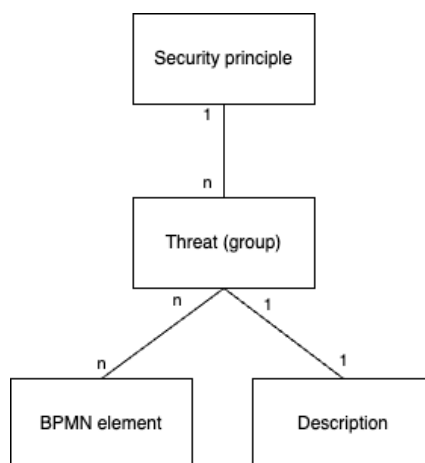 Security principle
1
n
Threat (group)
n 1
n 1
BPMN element Description